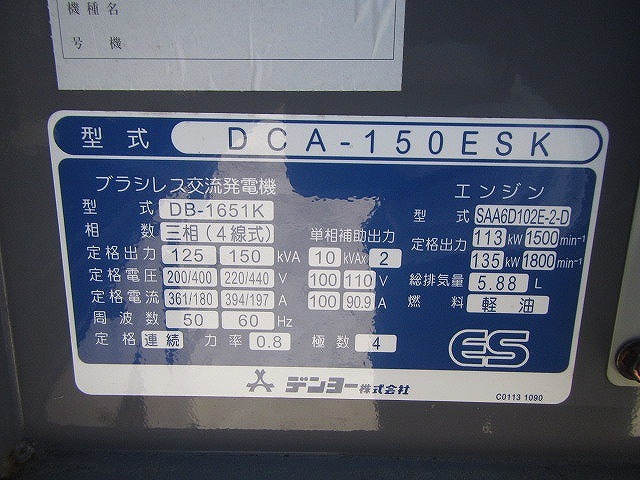 機種名
号機
型式 DCA-150ESK
ブラシレス交流発電機
型式 DB-1651K
相数 三相(4線式) 単相補助出力
定格出力 125 150 kVA 10 kVA× 2
定格電圧 200/400 220/440 V 100 110 V
定格電流 361/180 394/197 A 100 90.9 A
周波数 50 60 Hz
定格 連続 力率 0.8 極数 4
エンジン
型式 SAA6D102E-2-D
定格出力 113 kW 1500 min⁻¹
135 kW 1800 min⁻¹
総排気量 5.88 L
燃料 軽油
ES
デンヨー株式会社
C0113 1090